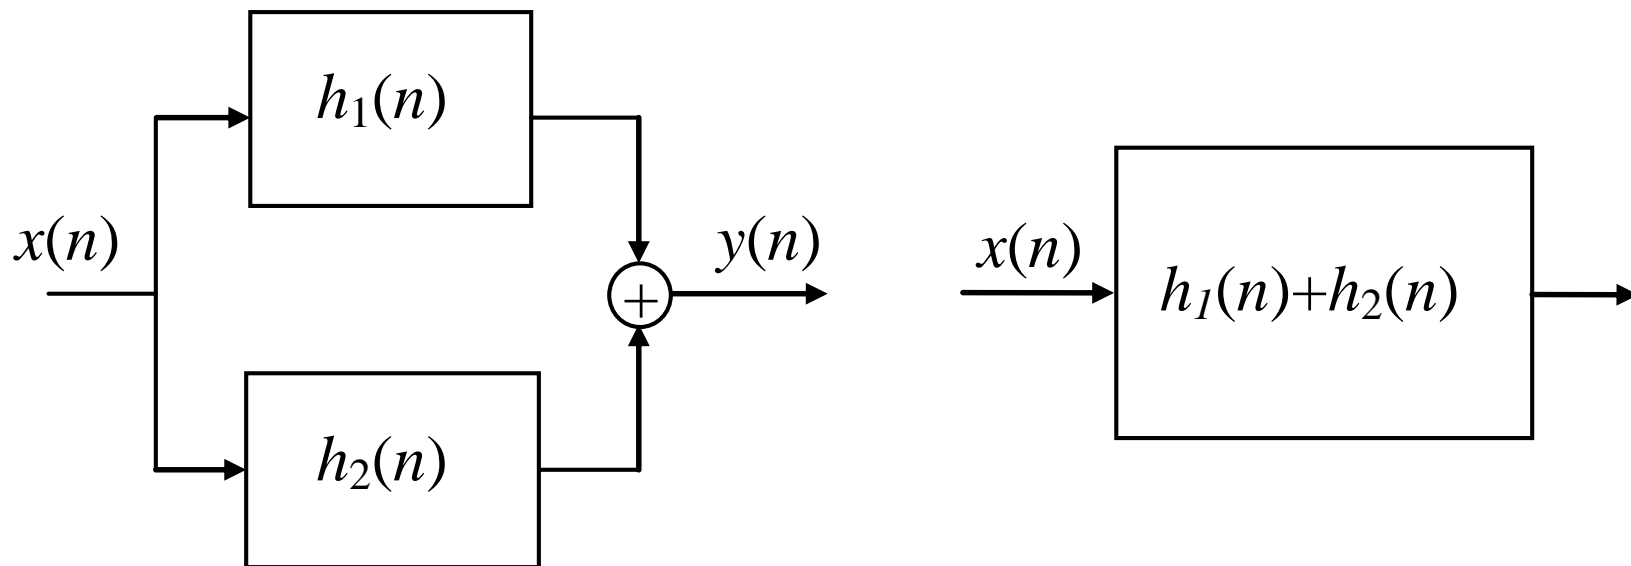 h₁(n)
x(n)
y(n)
+
h₂(n)
x(n)
h₁(n)+h₂(n)